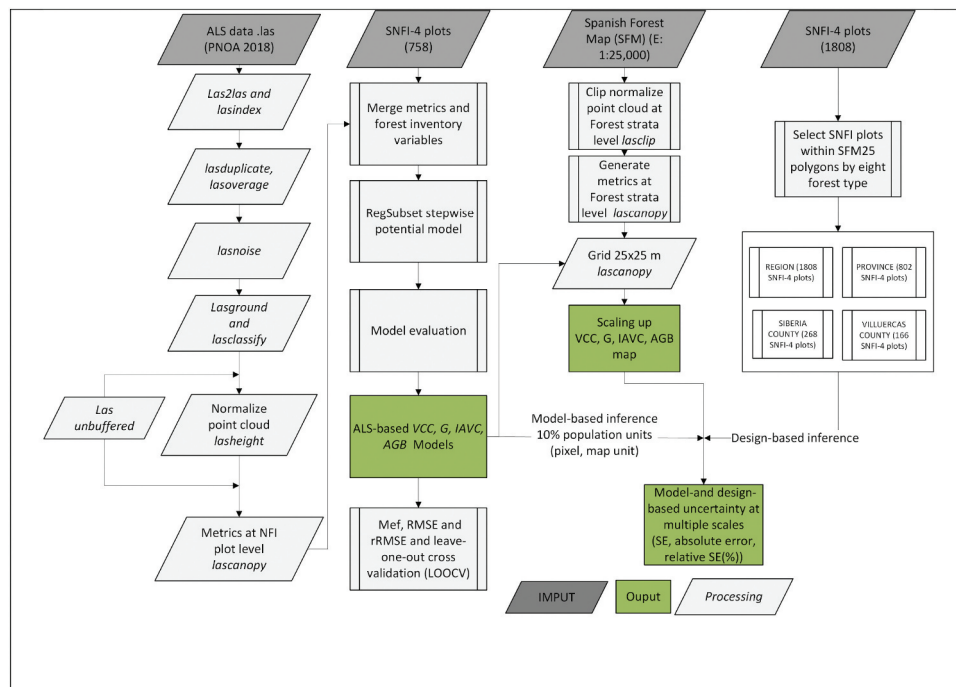 ALS data .las
(PNOA 2018)
Las2las and
lasindex
lasduplicate,
lasoverage
lasnoise
Lasground and
lasclassify
Las
unbuffered
Normalize
point cloud
lasheight
Metrics at NFI
plot level
lascanopy
SNFI-4 plots
(758)
Merge metrics and
forest inventory
variables
RegSubset stepwise
potential model
Model evaluation
ALS-based VCC, G, IAVC,
AGB Models
Mef, RMSE and
rRMSE and leave-
one-out cross
validation (LOOCV)
Spanish Forest
Map (SFM) (E:
1:25,000)
Clip normalize
point cloud at
Forest strata
level lasclip
Generate
metrics at
Forest strata
level lascanopy
Grid 25x25 m
lascanopy
Scaling up
VCC, G, IAVC, AGB
map
Model-based inference
10% population units
(pixel, map unit)
SNFI-4 plots
(1808)
Select SNFI plots
within SFM25
polygons by eight
forest type
REGION (1808
SNFI-4 plots)
PROVINCE (802
SNFI-4 plots)
SIBERIA
COUNTY (268
SNFI-4 plots)
VILLUERCAS
COUNTY (166
SNFI-4 plots)
Design-based inference
Model-and design-
based uncertainty at
multiple scales
(SE, absolute error,
relative SE(%))
IMPUT
Ouput
Processing